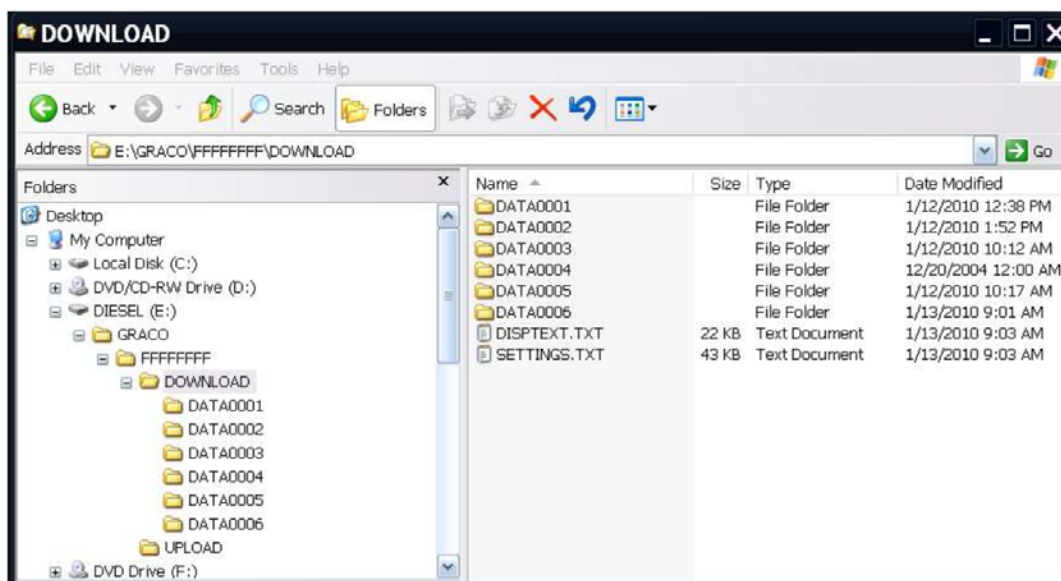 DOWNLOAD
File Edit View Favorites Tools Help
Back Search Folders
Address E:\GRACO\FFFFFFFF\DOWNLOAD Go
Folders x
Desktop
My Computer
Local Disk (C:)
DVD/CD-RW Drive (D:)
DIESEL (E:)
GRACO
FFFFFFFF
DOWNLOAD
DATA0001
DATA0002
DATA0003
DATA0004
DATA0005
DATA0006
UPLOAD
DVD Drive (F:)
Name Size Type Date Modified
DATA0001 File Folder 1/12/2010 12:38 PM
DATA0002 File Folder 1/12/2010 1:52 PM
DATA0003 File Folder 1/12/2010 10:12 AM
DATA0004 File Folder 12/20/2004 12:00 AM
DATA0005 File Folder 1/12/2010 10:17 AM
DATA0006 File Folder 1/13/2010 9:01 AM
DISPTEXT.TXT 22 KB Text Document 1/13/2010 9:03 AM
SETTINGS.TXT 43 KB Text Document 1/13/2010 9:03 AM